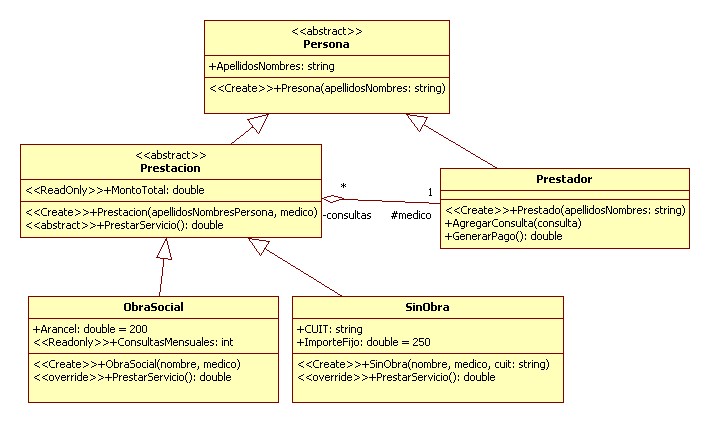 <<abstract>>
Persona
+ApellidosNombres: string
<<Create>>+Presona(apellidosNombres: string)
<<abstract>>
Prestacion
<<ReadOnly>>+MontoTotal: double
<<Create>>+Prestacion(apellidosNombresPersona, medico)
<<abstract>>+PrestarServicio(): double
*
1
-consultas
#medico
Prestador
<<Create>>+Prestado(apellidosNombres: string)
+AgregarConsulta(consulta)
+GenerarPago(): double
ObraSocial
+Arancel: double = 200
<<Readonly>>+ConsultasMensuales: int
<<Create>>+ObraSocial(nombre, medico)
<<override>>+PrestarServicio(): double
SinObra
+CUIT: string
+ImporteFijo: double = 250
<<Create>>+SinObra(nombre, medico, cuit: string)
<<override>>+PrestarServicio(): double